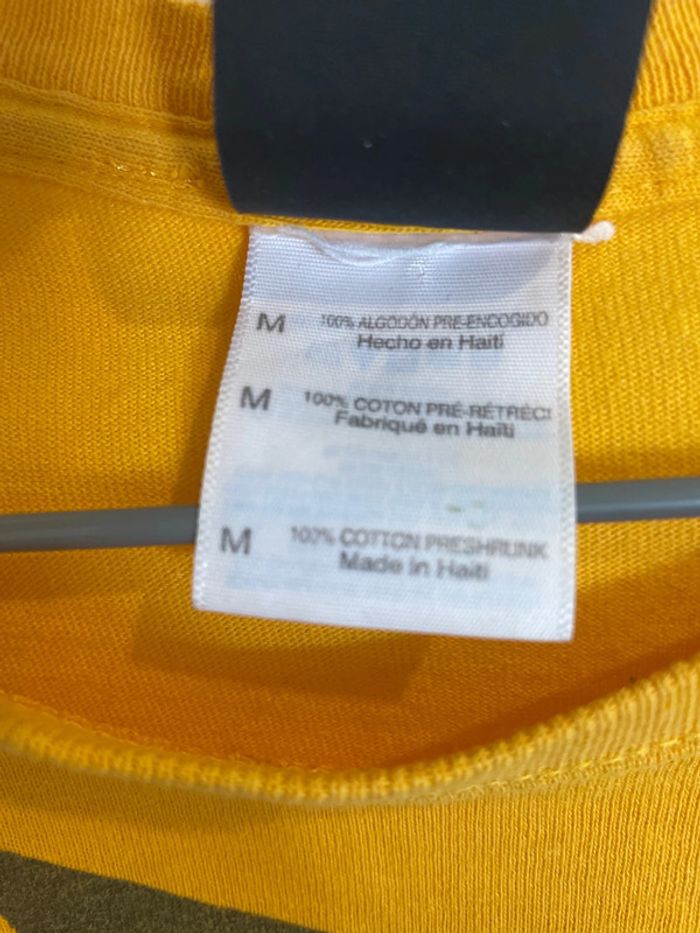 M 100% ALGODÓN PRE-ENCOGIDO
Hecho en Haití
M 100% COTON PRÉ-RÉTRÉCI
Fabriqué en Haïti
M 100% COTTON PRESHRUNK
Made in Haiti